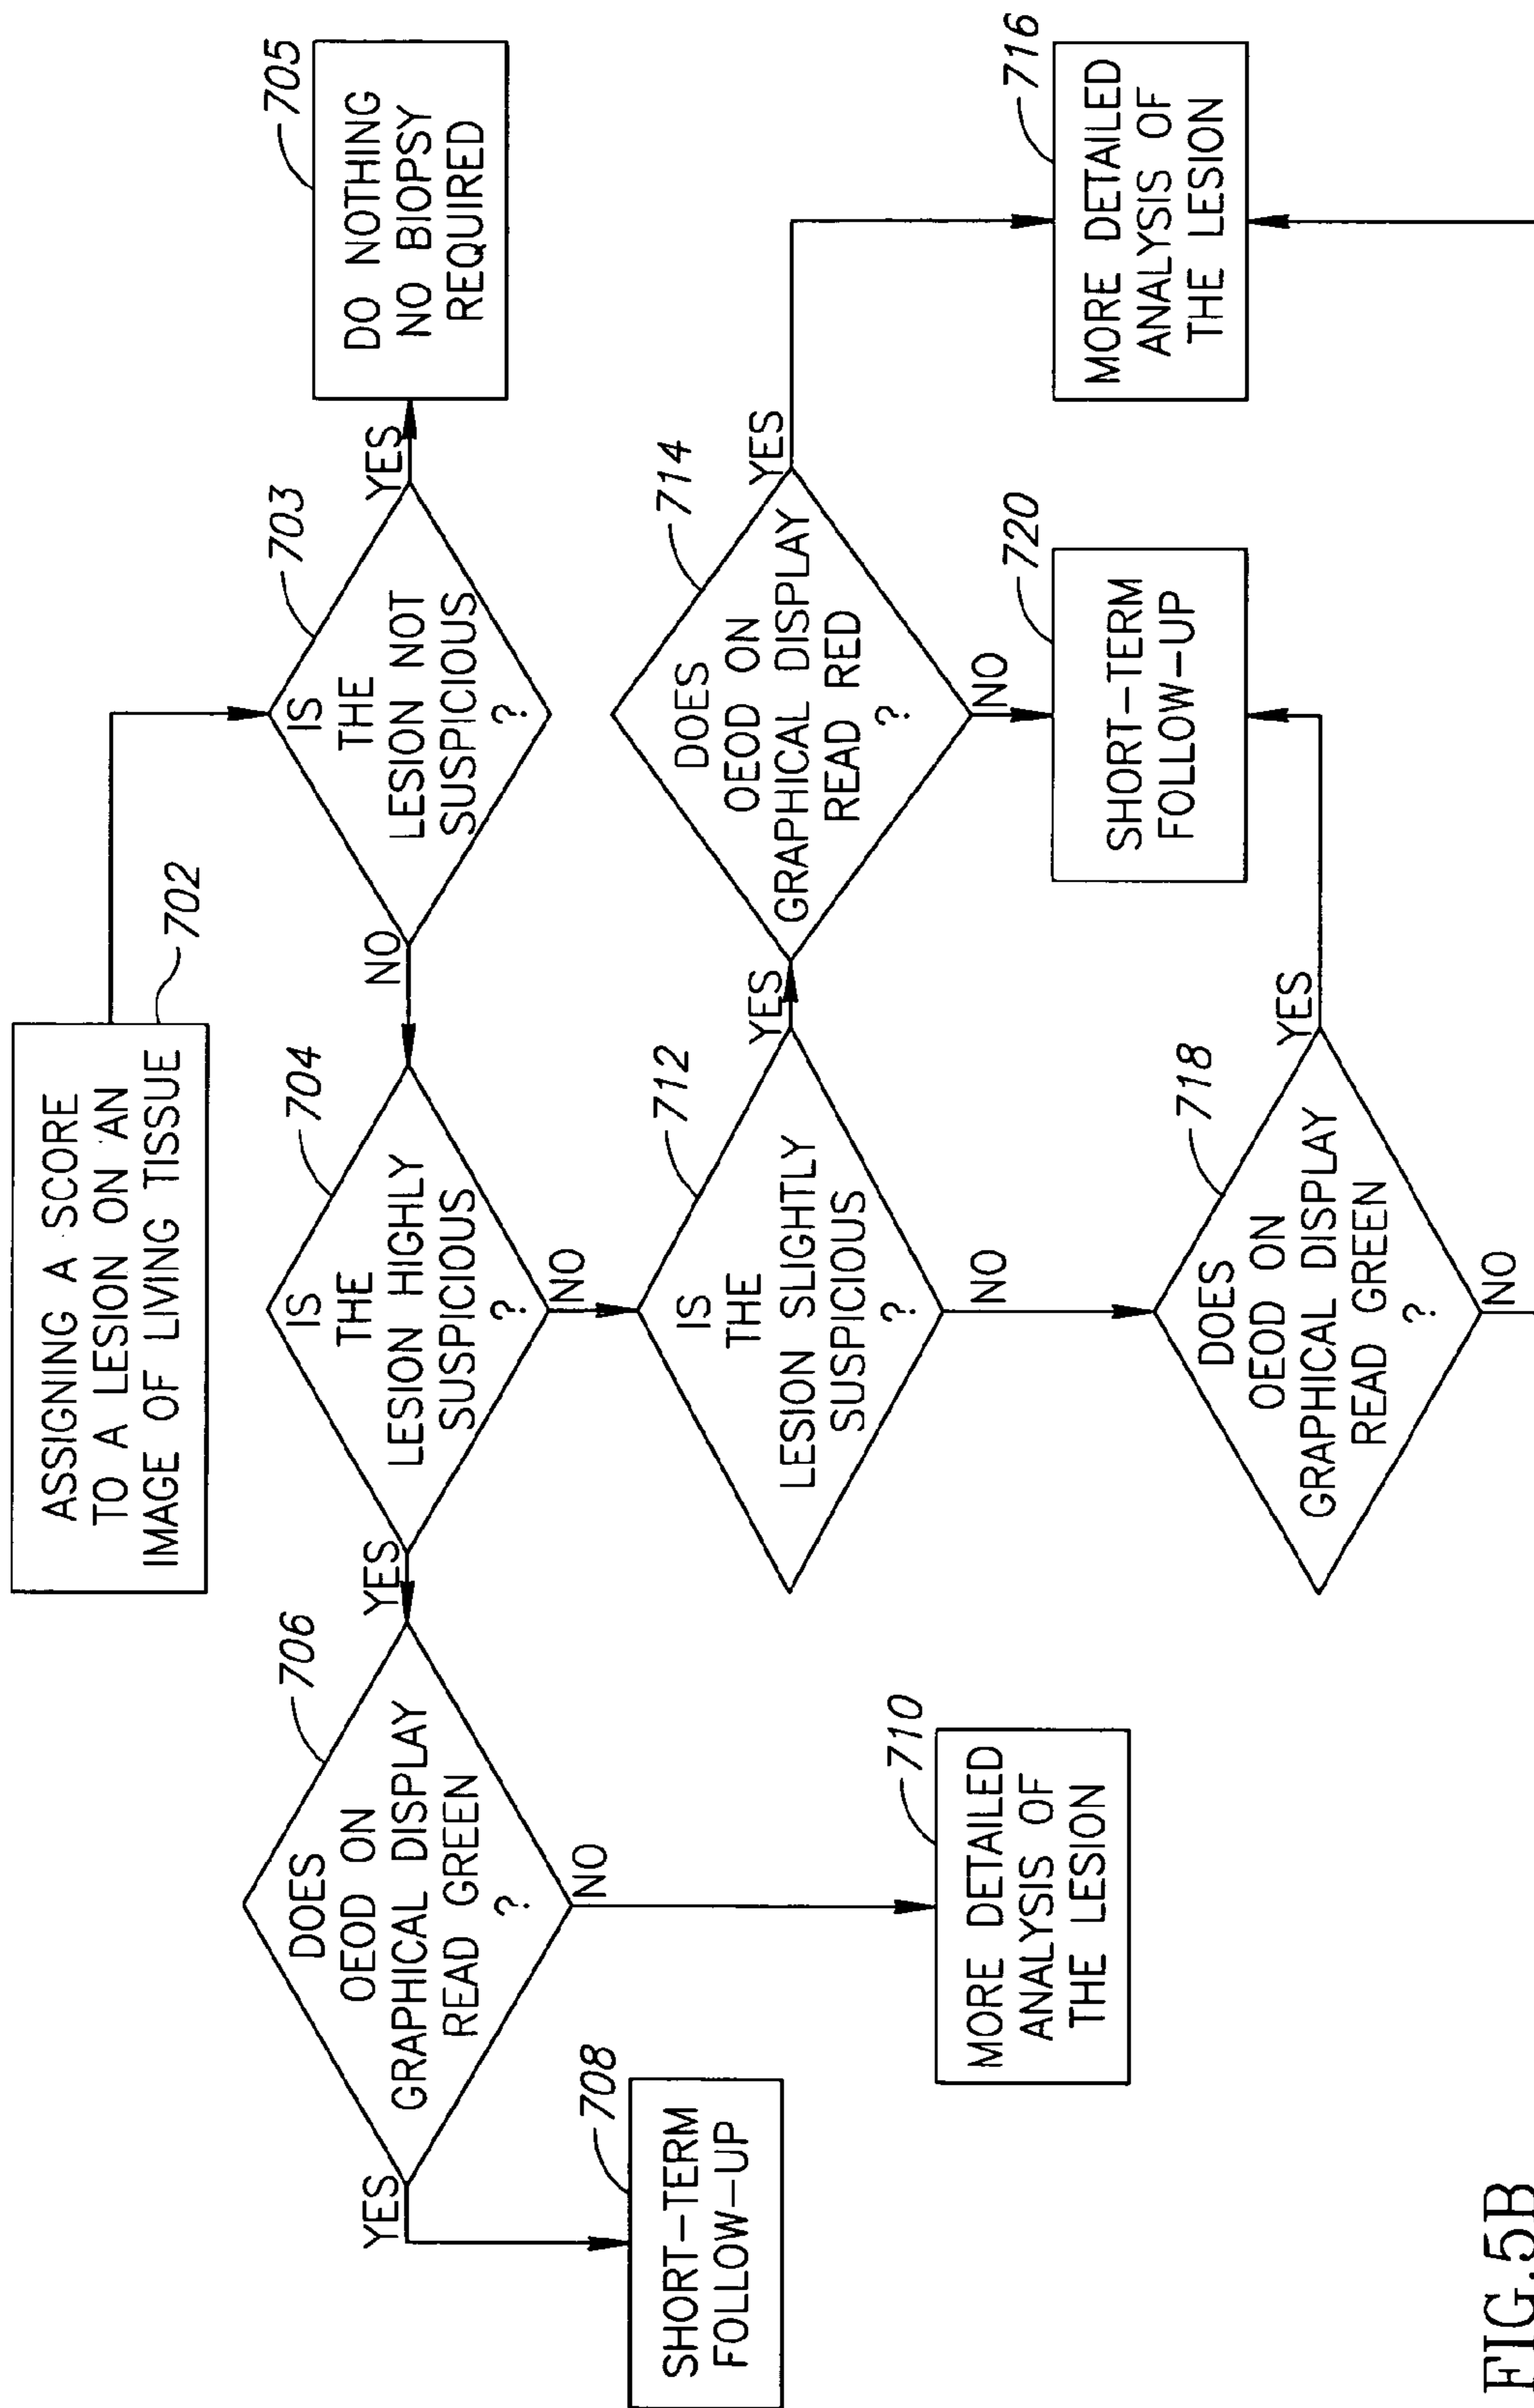 ASSIGNING A SCORE
TO A LESION ON AN
IMAGE OF LIVING TISSUE
702
IS
THE
LESION NOT
SUSPICIOUS
?
703
YES
NO
DO NOTHING
NO BIOPSY
REQUIRED
705
IS
THE
LESION HIGHLY
SUSPICIOUS
?
704
YES
NO
DOES
OEOD ON
GRAPHICAL DISPLAY
READ GREEN
?
706
YES
NO
SHORT-TERM
FOLLOW-UP
708
MORE DETAILED
ANALYSIS OF
THE LESION
710
IS
THE
LESION SLIGHTLY
SUSPICIOUS
?
712
YES
NO
DOES
OEOD ON
GRAPHICAL DISPLAY
READ RED
?
714
YES
NO
MORE DETAILED
ANALYSIS OF
THE LESION
716
DOES
OEOD ON
GRAPHICAL DISPLAY
READ GREEN
?
718
YES
NO
SHORT-TERM
FOLLOW-UP
720
FIG.5B